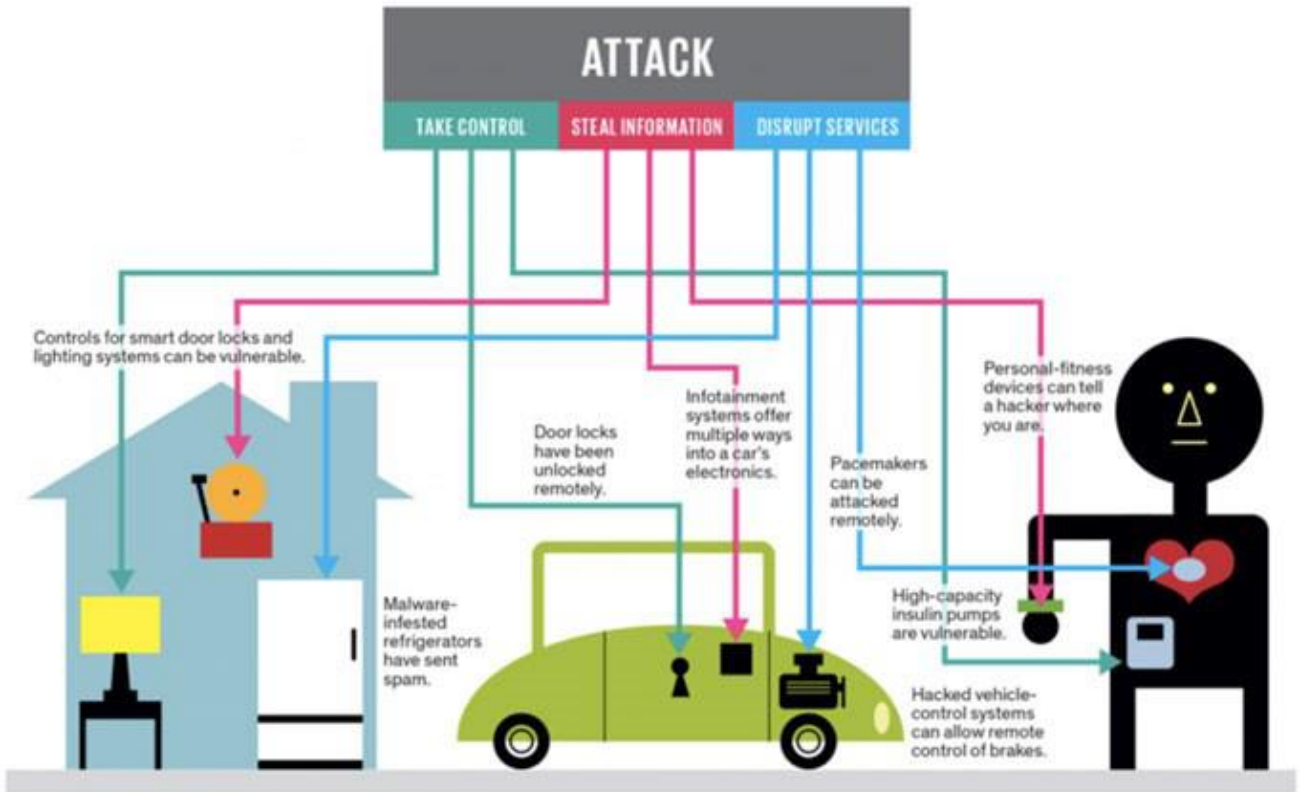 ATTACK
TAKE CONTROL
STEAL INFORMATION
DISRUPT SERVICES
Controls for smart door locks and
lighting systems can be vulnerable.
Malware-
infested
refrigerators
have sent
spam.
Door locks
have been
unlocked
remotely.
Infotainment
systems offer
multiple ways
into a car's
electronics.
Pacemakers
can be
attacked
remotely.
Personal-fitness
devices can tell
a hacker where
you are.
High-capacity
insulin pumps
are vulnerable.
Hacked vehicle-
control systems
can allow remote
control of brakes.